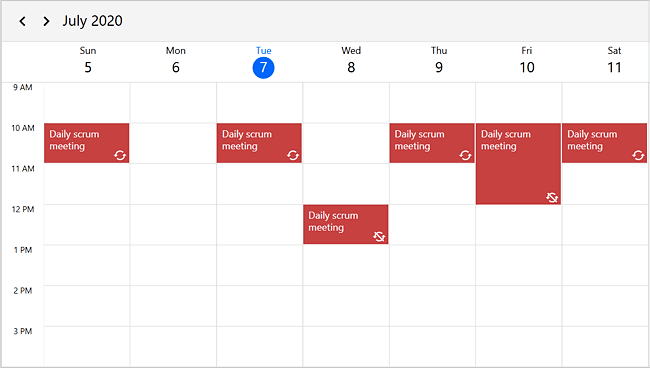 July 2020
Sun Mon Tue Wed Thu Fri Sat
5 6 7 8 9 10 11
9 AM
10 AM
Daily scrum
meeting
Daily scrum
meeting
Daily scrum
meeting
Daily scrum
meeting
Daily scrum
meeting
11 AM
12 PM
Daily scrum
meeting
1 PM
2 PM
3 PM